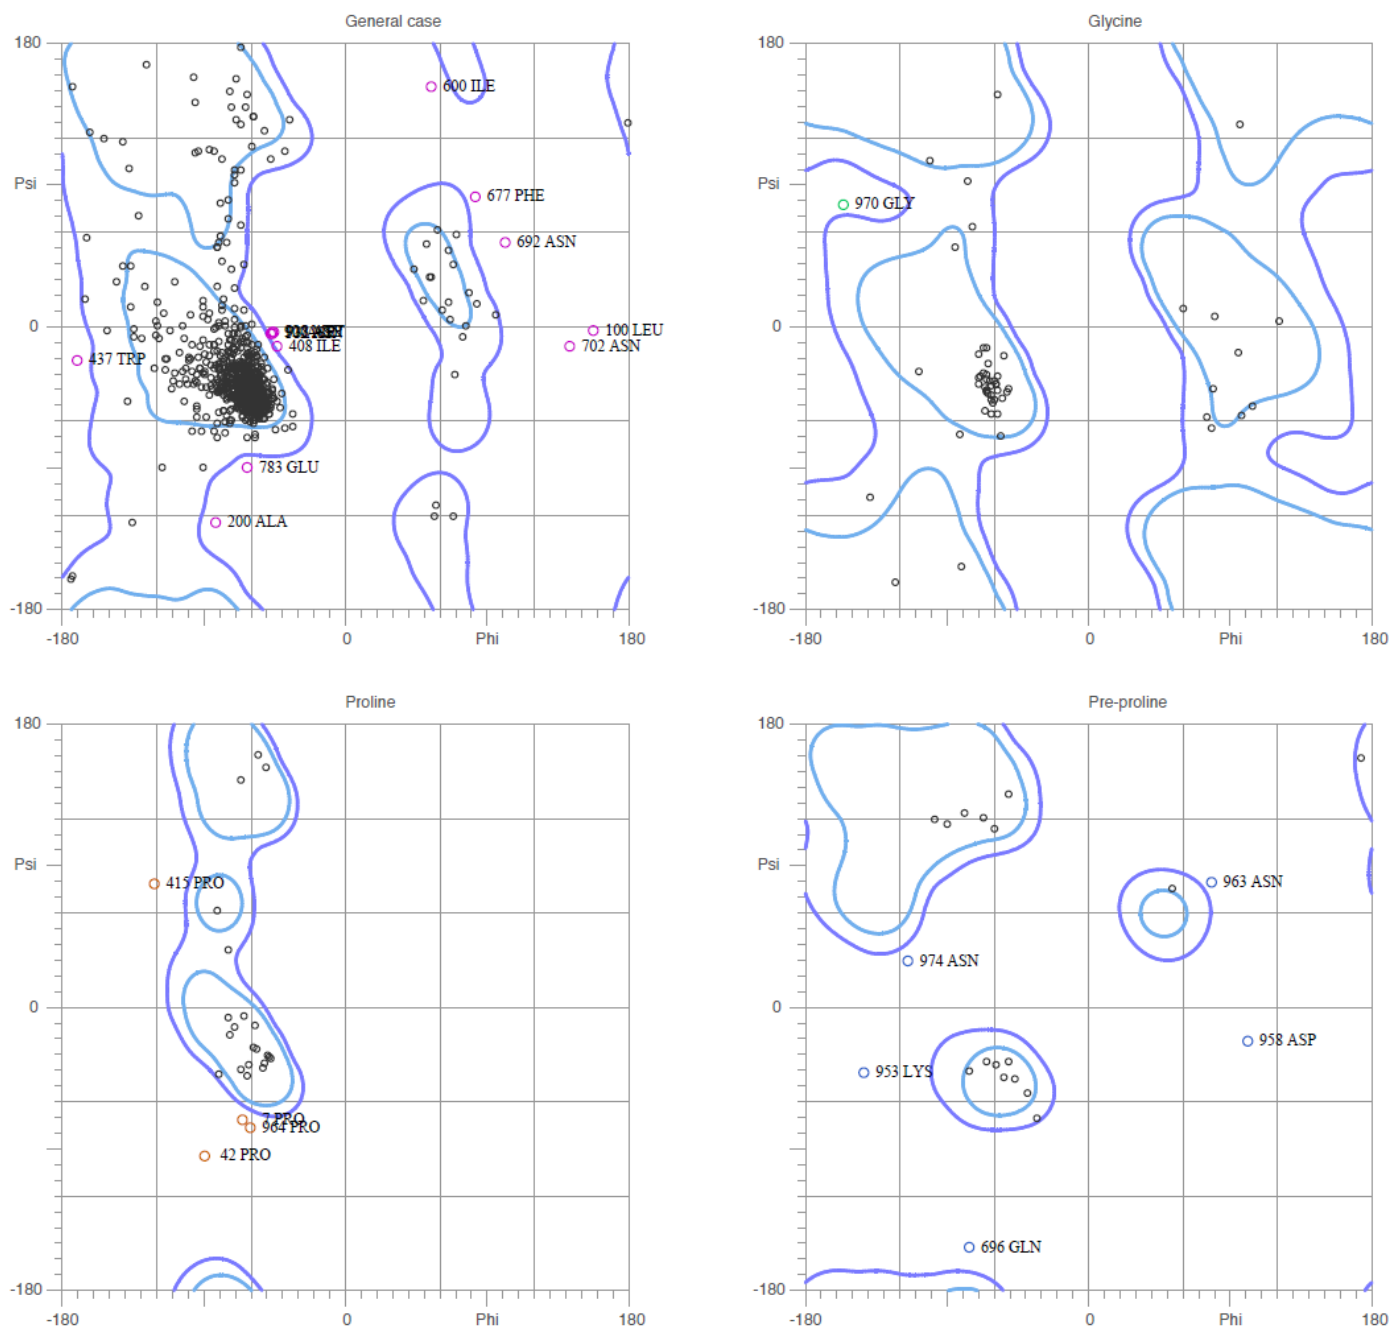 General case
Glycine
180
180
600 ILE
Psi
677 PHE
Psi
970 GLY
692 ASN
0
100 LEU
0
408 ILE
702 ASN
437 TRP
783 GLU
200 ALA
-180
-180
-180
0
Phi
180
-180
0
Phi
180
Proline
Pre-proline
180
180
Psi
415 PRO
Psi
963 ASN
974 ASN
0
0
958 ASP
953 LYS
7 PRO
964 PRO
42 PRO
696 GLN
-180
-180
-180
0
Phi
180
-180
0
Phi
180